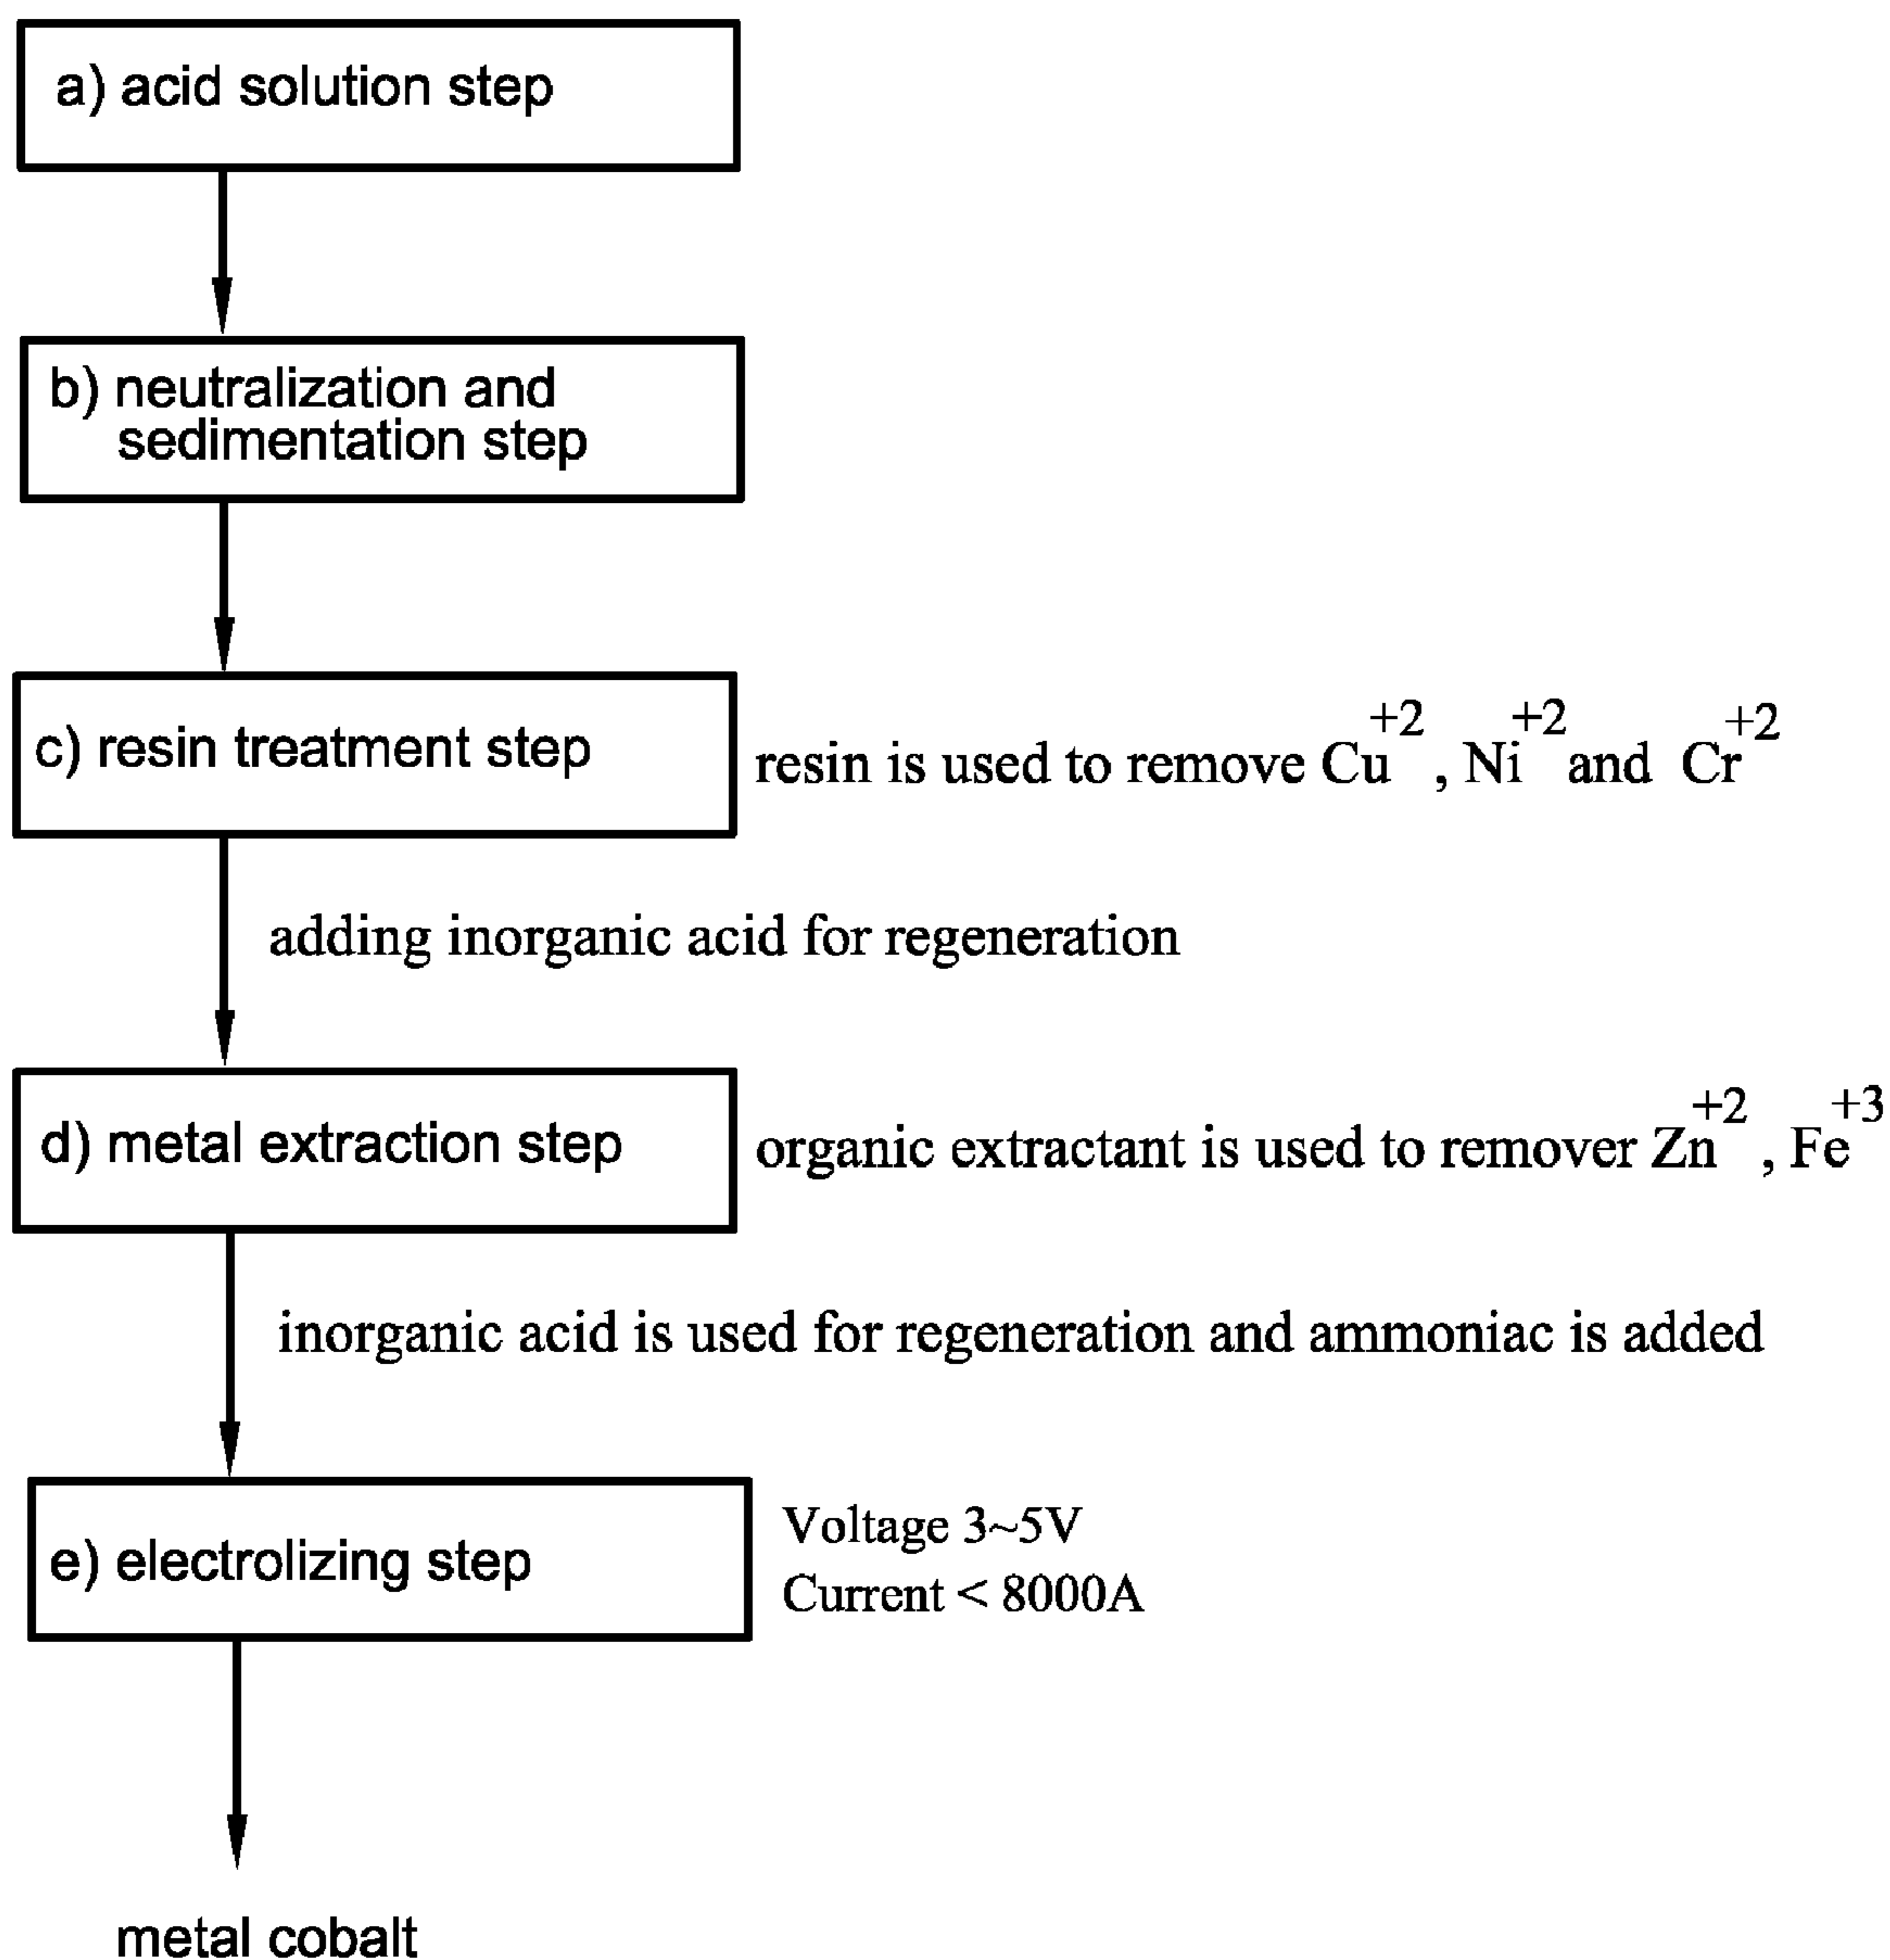 a) acid solution step
b) neutralization and
sedimentation step
c) resin treatment step
resin is used to remove Cu+2, Ni+2 and Cr+2
adding inorganic acid for regeneration
d) metal extraction step
organic extractant is used to remover Zn+2, Fe+3
inorganic acid is used for regeneration and ammoniac is added
e) electrolizing step
Voltage 3~5V
Current < 8000A
metal cobalt